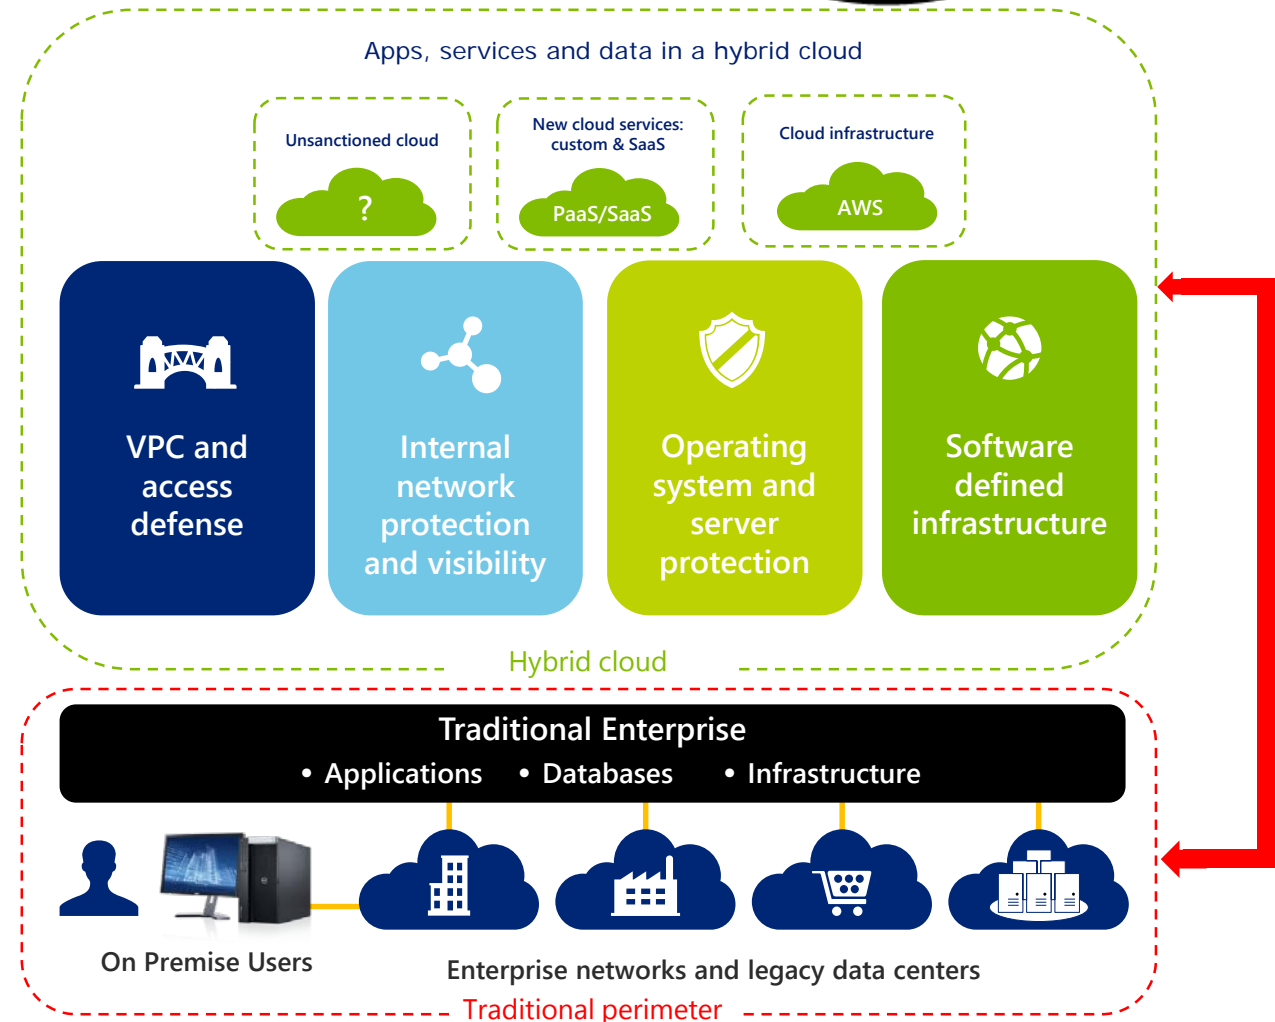 Apps, services and data in a hybrid cloud
Unsanctioned cloud
?
New cloud services:
custom & SaaS
PaaS/SaaS
Cloud infrastructure
AWS
VPC and
access
defense
Internal
network
protection
and visibility
Operating
system and
server
protection
Software
defined
infrastructure
Hybrid cloud
Traditional Enterprise
• Applications • Databases • Infrastructure
On Premise Users
Enterprise networks and legacy data centers
Traditional perimeter